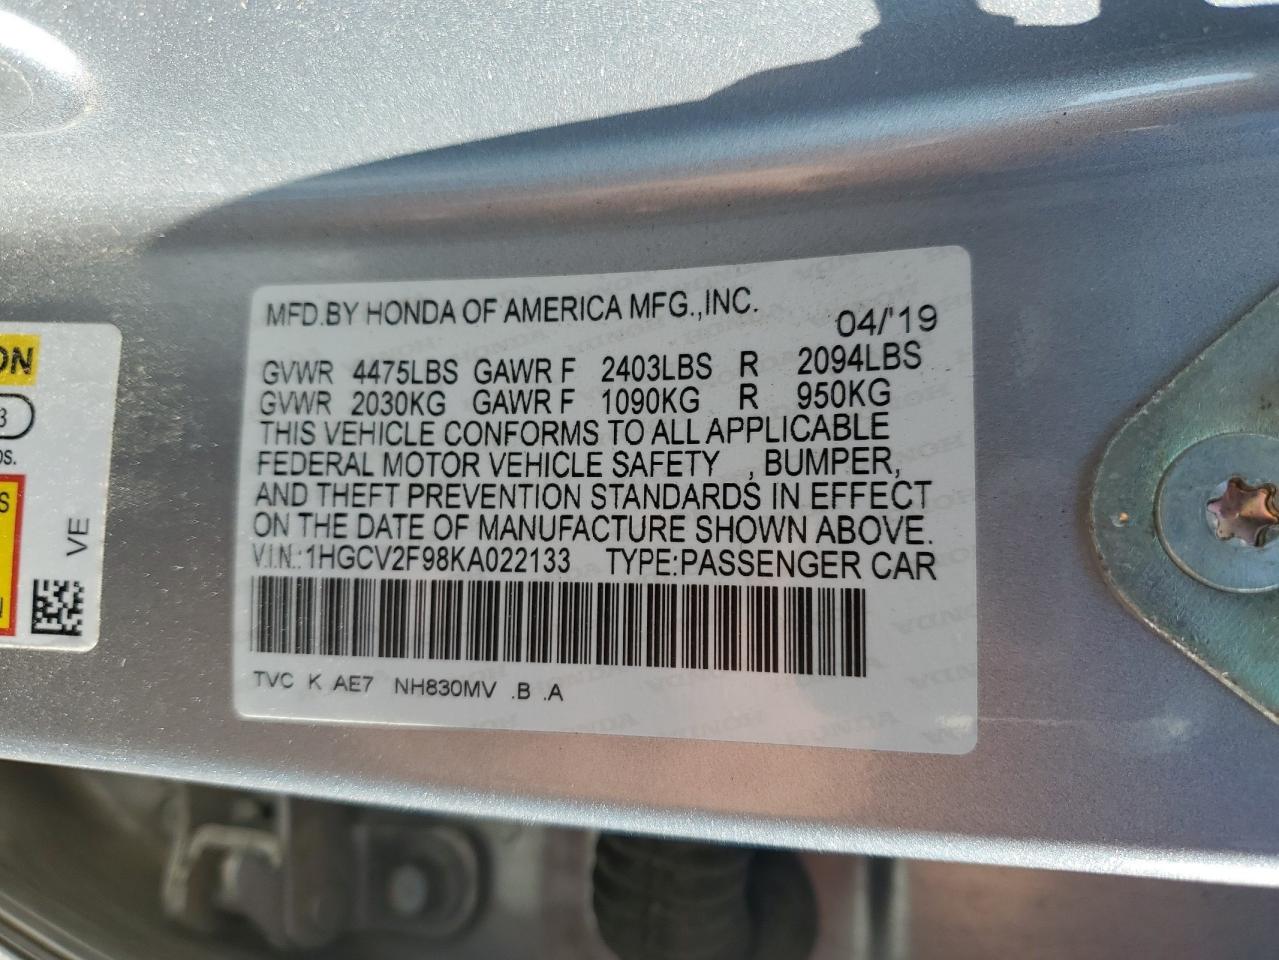 MFD.BY HONDA OF AMERICA MFG.,INC. 04/'19
GVWR 4475LBS GAWR F 2403LBS R 2094LBS
GVWR 2030KG GAWR F 1090KG R 950KG
THIS VEHICLE CONFORMS TO ALL APPLICABLE
FEDERAL MOTOR VEHICLE SAFETY , BUMPER,
AND THEFT PREVENTION STANDARDS IN EFFECT
ON THE DATE OF MANUFACTURE SHOWN ABOVE.
V.I.N.:1HGCV2F98KA022133 TYPE:PASSENGER CAR
TVC K AE7 NH830MV .B .A
VE